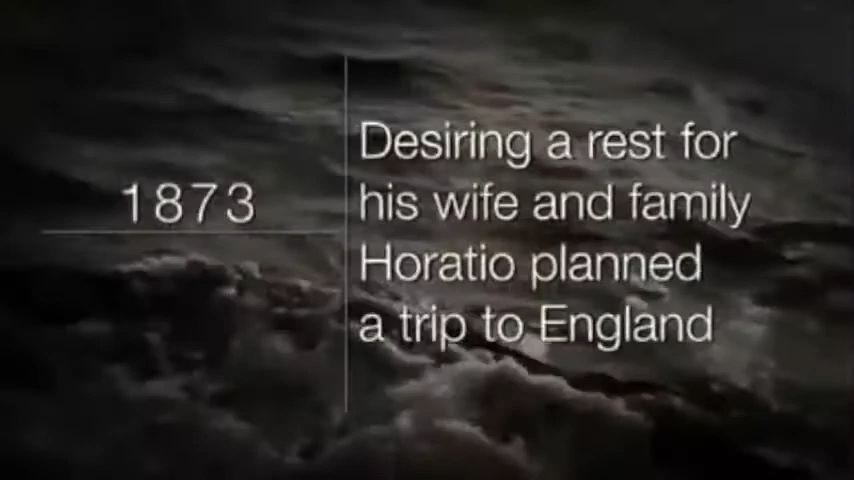 1873
Desiring a rest for
his wife and family
Horatio planned
a trip to England